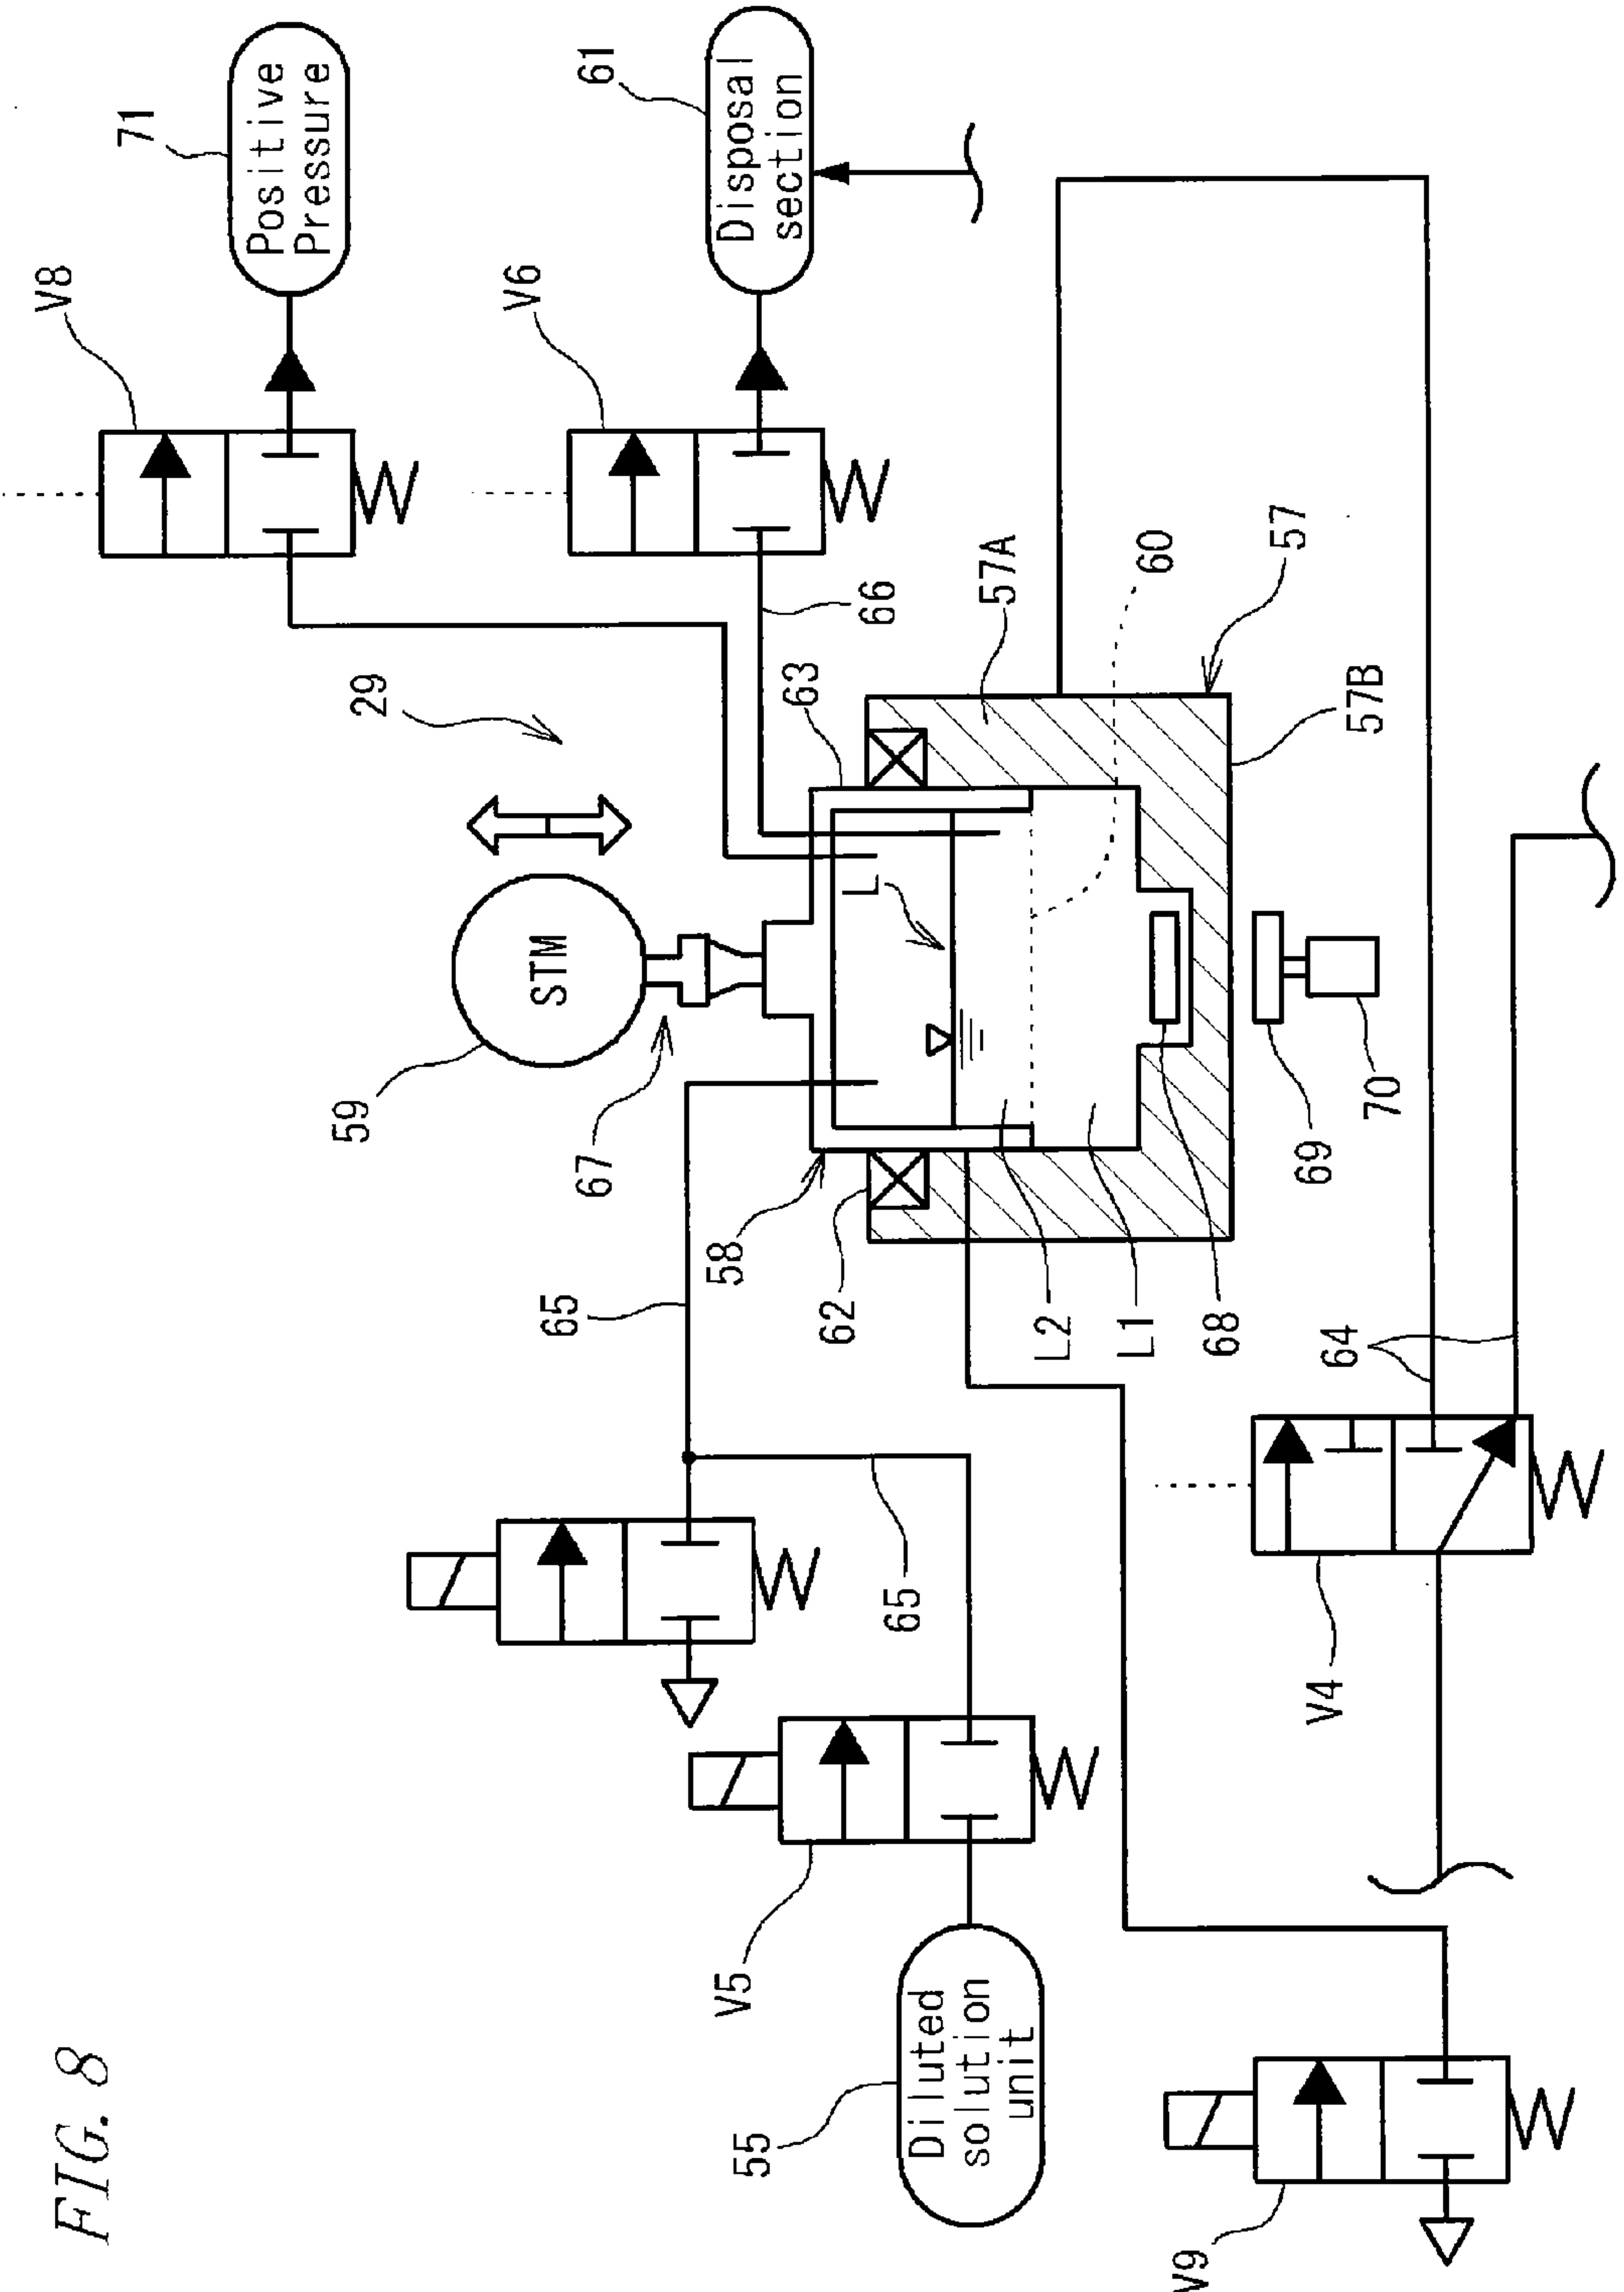 FIG. 8
71
Positive
Pressure
61
Disposal
section
V8
V6
29
66
63
57A
60
57
57B
STM
59
67
L
58
62
65
L2
L1
68
69
70
64
65
V5
V4
55
Diluted
solution
unit
V9